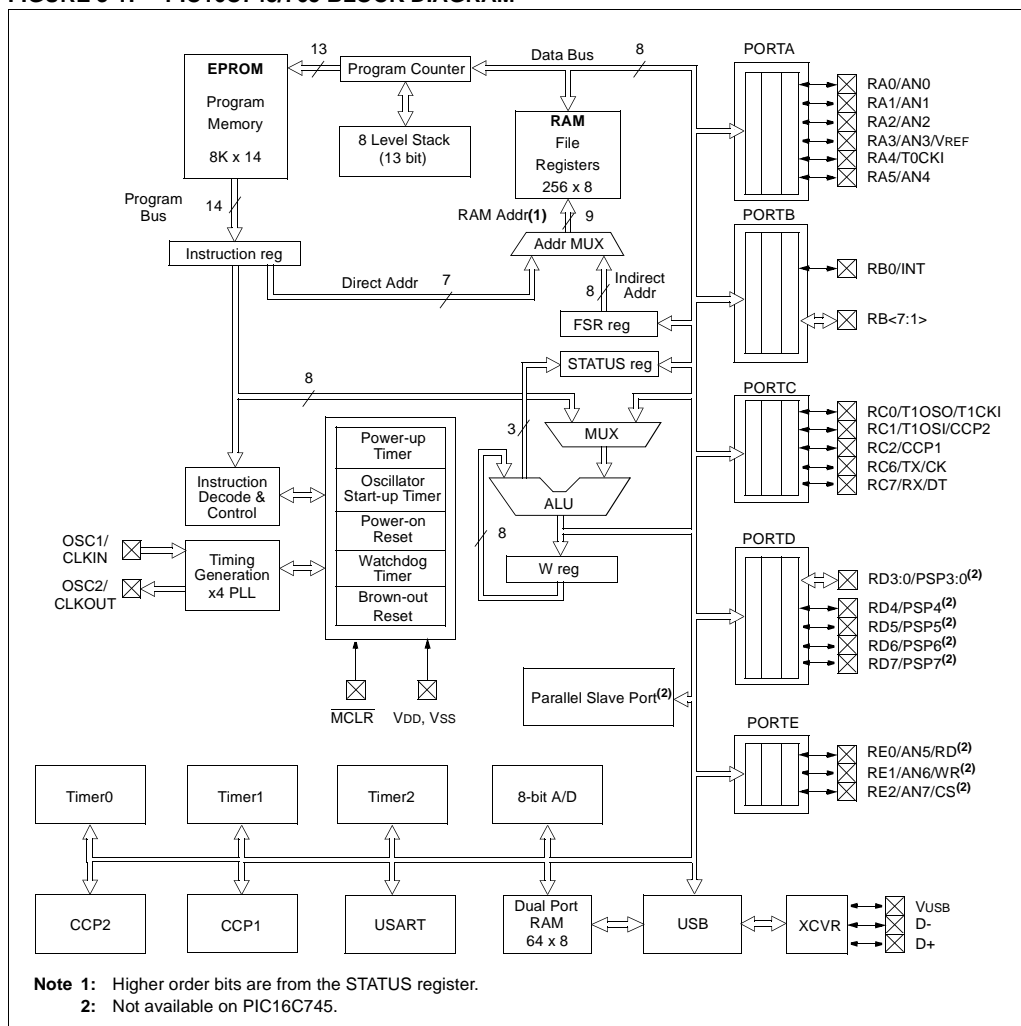 EPROM
Program
Memory
8K x 14
13
Program Counter
8 Level Stack
(13 bit)
Data Bus
8
RAM
File
Registers
256 x 8
Program
Bus
14
RAM Addr(1)
9
Addr MUX
Instruction reg
Direct Addr
7
8
Indirect
Addr
FSR reg
STATUS reg
8
3
MUX
ALU
8
W reg
Power-up
Timer
Oscillator
Start-up Timer
Power-on
Reset
Watchdog
Timer
Brown-out
Reset
Instruction
Decode &
Control
OSC1/
CLKIN
OSC2/
CLKOUT
Timing
Generation
x4 PLL
MCLR
VDD, VSS
Parallel Slave Port(2)
PORTA
RA0/AN0
RA1/AN1
RA2/AN2
RA3/AN3/VREF
RA4/T0CKI
RA5/AN4
PORTB
RB0/INT
RB<7:1>
PORTC
RC0/T1OSO/T1CKI
RC1/T1OSI/CCP2
RC2/CCP1
RC6/TX/CK
RC7/RX/DT
PORTD
RD3:0/PSP3:0(2)
RD4/PSP4(2)
RD5/PSP5(2)
RD6/PSP6(2)
RD7/PSP7(2)
PORTE
RE0/AN5/RD(2)
RE1/AN6/WR(2)
RE2/AN7/CS(2)
Timer0
Timer1
Timer2
8-bit A/D
CCP2
CCP1
USART
Dual Port
RAM
64 x 8
USB
XCVR
VUSB
D-
D+
Note 1: Higher order bits are from the STATUS register.
2: Not available on PIC16C745.